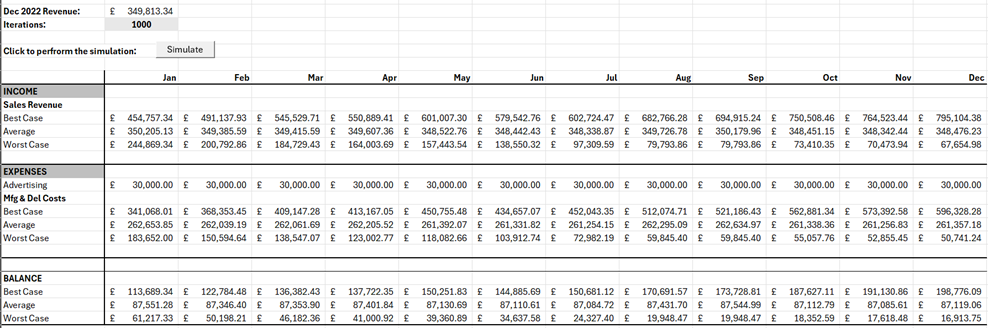 Dec 2022 Revenue: £ 349,813.34
Iterations: 1000
Click to perfrorm the simulation: Simulate
Jan Feb Mar Apr May Jun Jul Aug Sep Oct Nov Dec
INCOME
Sales Revenue
Best Case £ 454,757.34 £ 491,137.93 £ 545,529.71 £ 550,889.41 £ 601,007.30 £ 579,542.76 £ 602,724.47 £ 682,766.28 £ 694,915.24 £ 750,508.46 £ 764,523.44 £ 795,104.38
Average £ 350,205.13 £ 349,385.59 £ 349,415.59 £ 349,607.36 £ 348,522.76 £ 348,442.43 £ 348,338.87 £ 349,726.78 £ 350,179.96 £ 348,451.15 £ 348,342.44 £ 348,476.23
Worst Case £ 244,869.34 £ 200,792.86 £ 184,729.43 £ 164,003.69 £ 157,443.54 £ 138,550.32 £ 97,309.59 £ 79,793.86 £ 79,793.86 £ 73,410.35 £ 70,473.94 £ 67,654.98
EXPENSES
Advertising £ 30,000.00 £ 30,000.00 £ 30,000.00 £ 30,000.00 £ 30,000.00 £ 30,000.00 £ 30,000.00 £ 30,000.00 £ 30,000.00 £ 30,000.00 £ 30,000.00 £ 30,000.00
Mfg & Del Costs
Best Case £ 341,068.01 £ 368,353.45 £ 409,147.28 £ 413,167.05 £ 450,755.48 £ 434,657.07 £ 452,043.35 £ 512,074.71 £ 521,186.43 £ 562,881.34 £ 573,392.58 £ 596,328.28
Average £ 262,653.85 £ 262,039.19 £ 262,061.69 £ 262,205.52 £ 261,392.07 £ 261,331.82 £ 261,254.15 £ 262,295.09 £ 262,634.97 £ 261,338.36 £ 261,256.83 £ 261,357.18
Worst Case £ 183,652.00 £ 150,594.64 £ 138,547.07 £ 123,002.77 £ 118,082.66 £ 103,912.74 £ 72,982.19 £ 59,845.40 £ 59,845.40 £ 55,057.76 £ 52,855.45 £ 50,741.24
BALANCE
Best Case £ 113,689.34 £ 122,784.48 £ 136,382.43 £ 137,722.35 £ 150,251.83 £ 144,885.69 £ 150,681.12 £ 170,691.57 £ 173,728.81 £ 187,627.11 £ 191,130.86 £ 198,776.09
Average £ 87,551.28 £ 87,346.40 £ 87,353.90 £ 87,401.84 £ 87,130.69 £ 87,110.61 £ 87,084.72 £ 87,431.70 £ 87,544.99 £ 87,112.79 £ 87,085.61 £ 87,119.06
Worst Case £ 61,217.33 £ 50,198.21 £ 46,182.36 £ 41,000.92 £ 39,360.89 £ 34,637.58 £ 24,327.40 £ 19,948.47 £ 19,948.47 £ 18,352.59 £ 17,618.48 £ 16,913.75